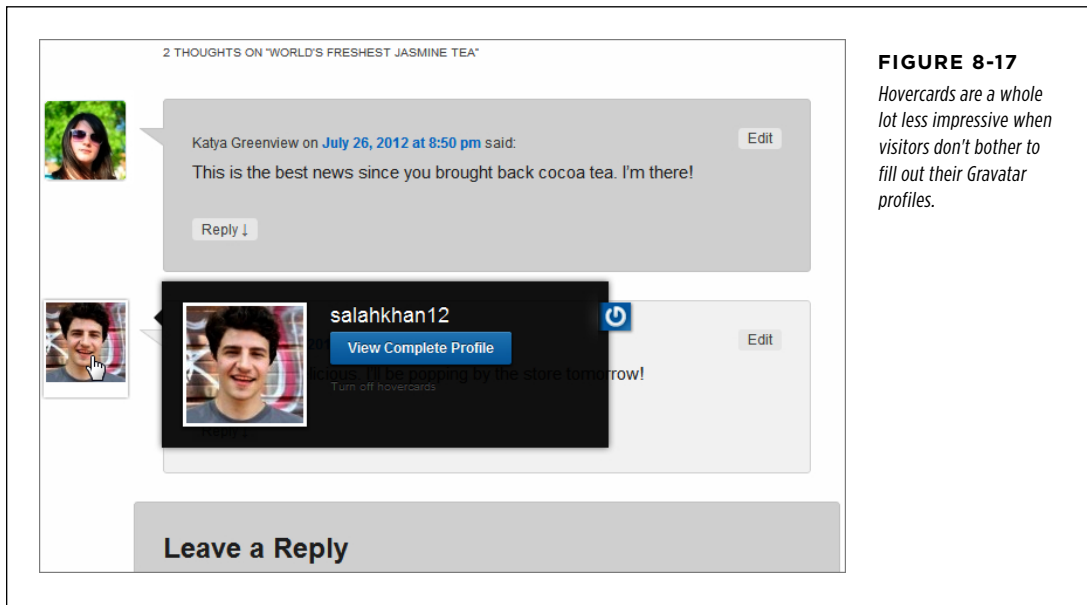 2 THOUGHTS ON "WORLD'S FRESHEST JASMINE TEA"
Katya Greenview on July 26, 2012 at 8:50 pm said:
Edit
This is the best news since you brought back cocoa tea. I'm there!
Reply ↓
salahkhan12
View Complete Profile
Edit
licious. I'll be popping by the store tomorrow!
Turn off hovercards
Reply ↓
Leave a Reply
FIGURE 8-17
Hovercards are a whole
lot less impressive when
visitors don't bother to
fill out their Gravatar
profiles.